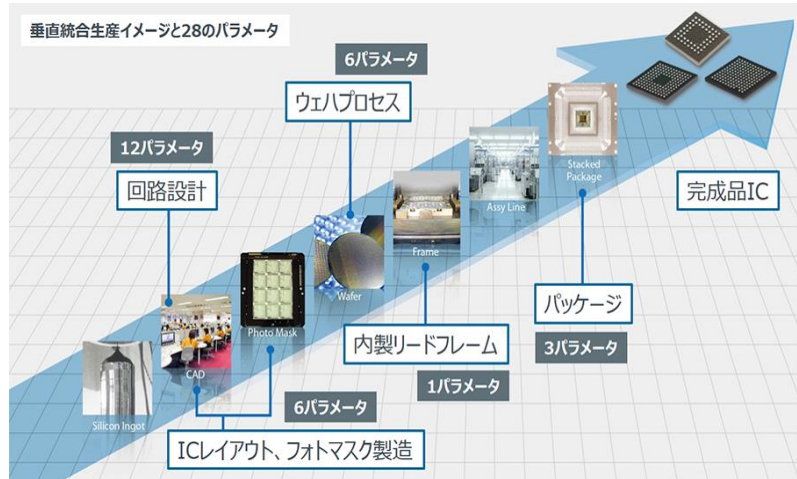 垂直統合生産イメージと28のパラメータ
6パラメータ
ウェハプロセス
12パラメータ
回路設計
Stacked
Package
完成品IC
Assy Line
Frame
Wafer
パッケージ
Photo Mask
内製リードフレーム
3パラメータ
CAD
1パラメータ
6パラメータ
Silicon Ingot
ICレイアウト、フォトマスク製造